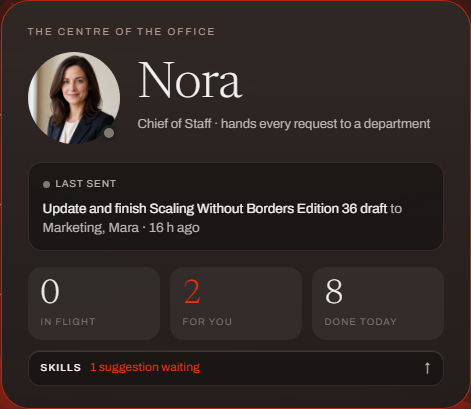 THE CENTRE OF THE OFFICE
Nora
Chief of Staff · hands every request to a department
LAST SENT
Update and finish Scaling Without Borders Edition 36 draft to
Marketing, Mara · 16 h ago
0
IN FLIGHT
2
FOR YOU
8
DONE TODAY
SKILLS 1 suggestion waiting ↑